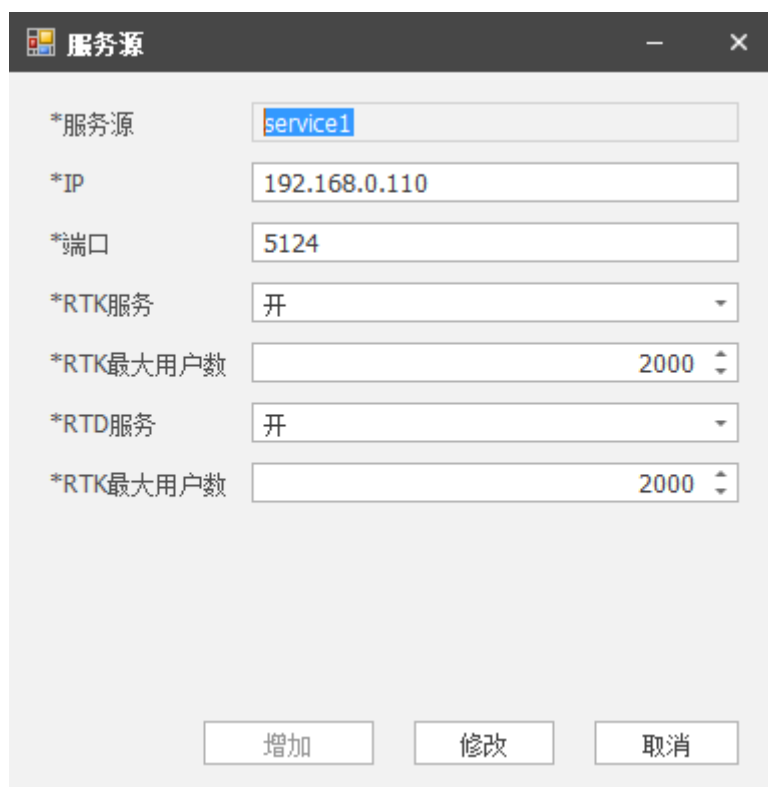 服务源
*服务源 service1
*IP 192.168.0.110
*端口 5124
*RTK服务 开
*RTK最大用户数 2000
*RTD服务 开
*RTK最大用户数 2000
增加 修改 取消